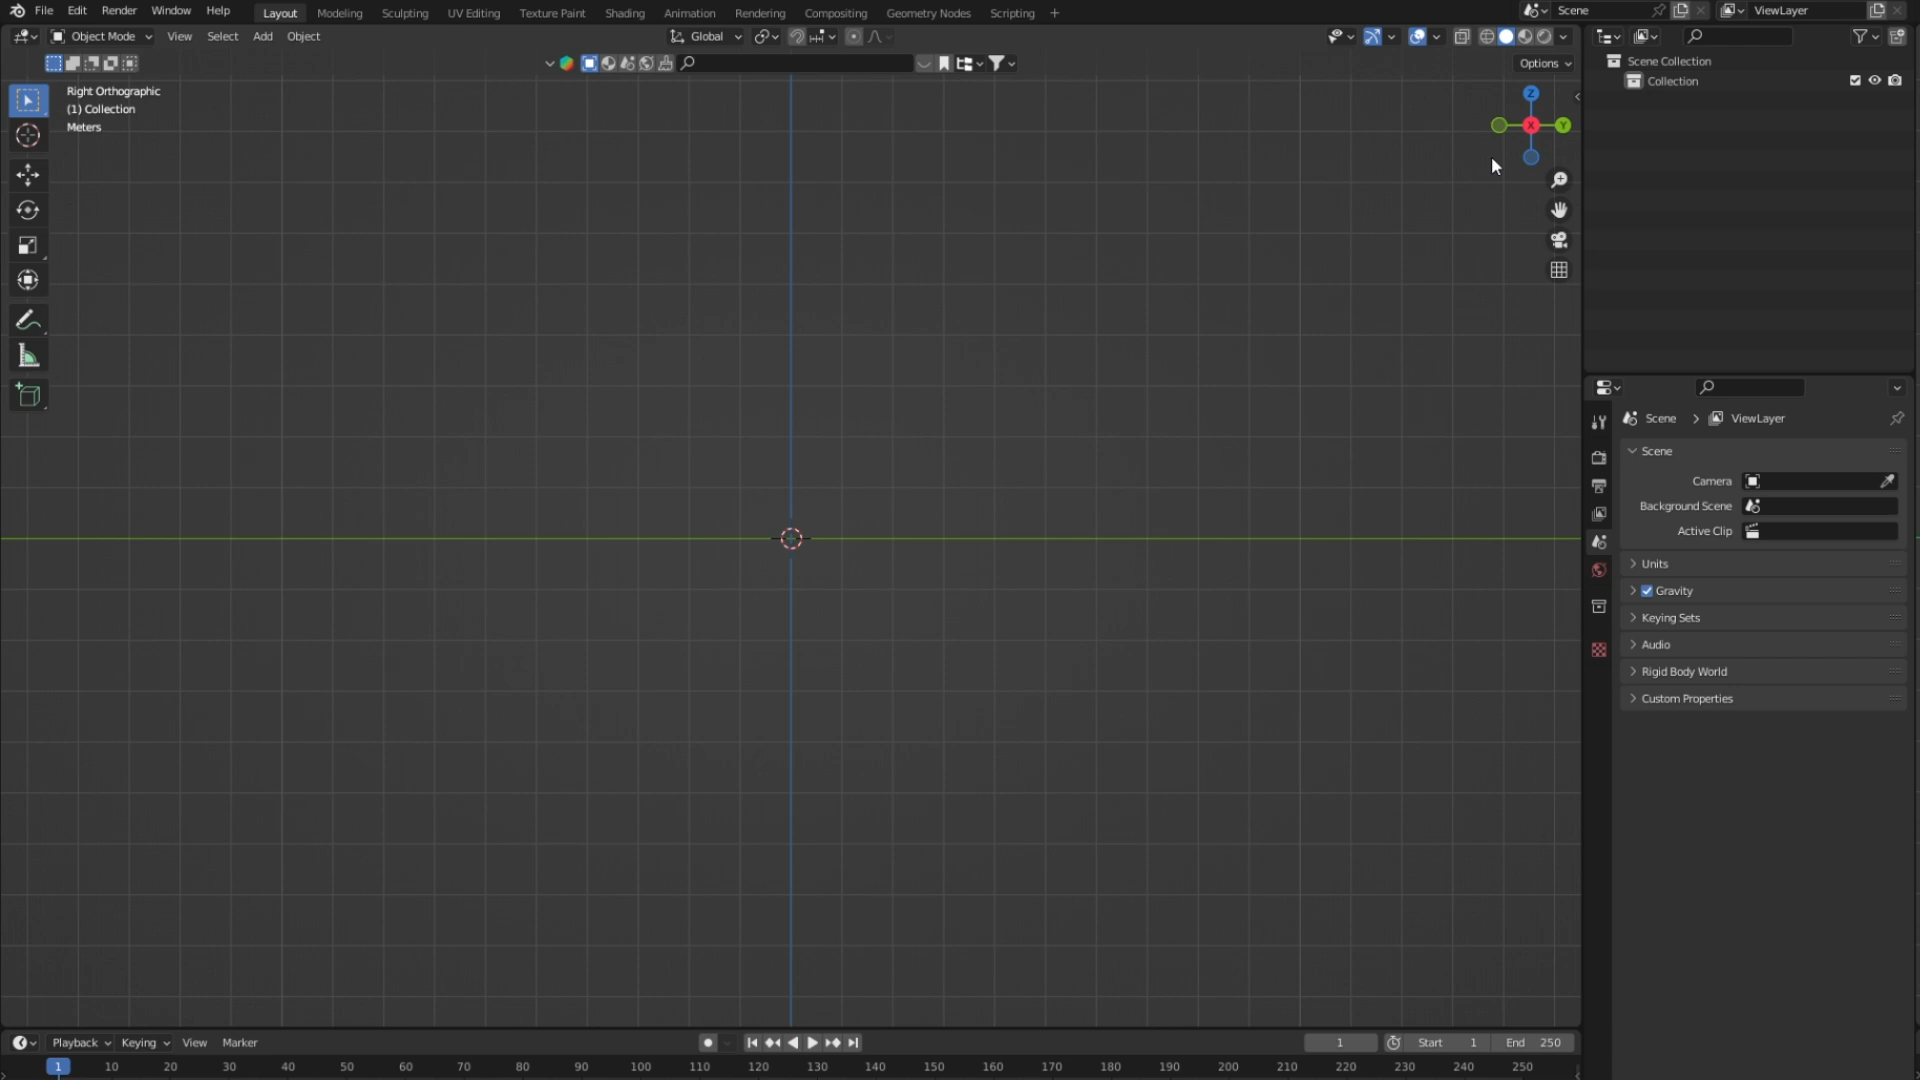 File Edit Render Window Help Layout Modeling Sculpting UV Editing Texture Paint Shading Animation Rendering Compositing Geometry Nodes Scripting + Scene ViewLayer
Object Mode View Select Add Object Global
Options
Right Orthographic
(1) Collection
Meters
Z
X Y
Scene Collection
Collection
Scene > ViewLayer
Scene
Camera
Background Scene
Active Clip
Units
Gravity
Keying Sets
Audio
Rigid Body World
Custom Properties
Playback Keying View Marker 1 Start 1 End 250
1 10 20 30 40 50 60 70 80 90 100 110 120 130 140 150 160 170 180 190 200 210 220 230 240 250